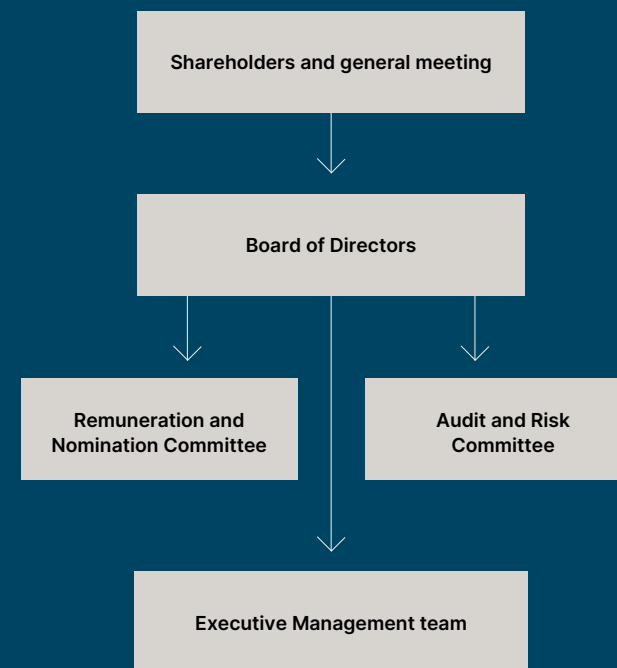 Shareholders and general meeting
Board of Directors
Remuneration and
Nomination Committee
Audit and Risk
Committee
Executive Management team